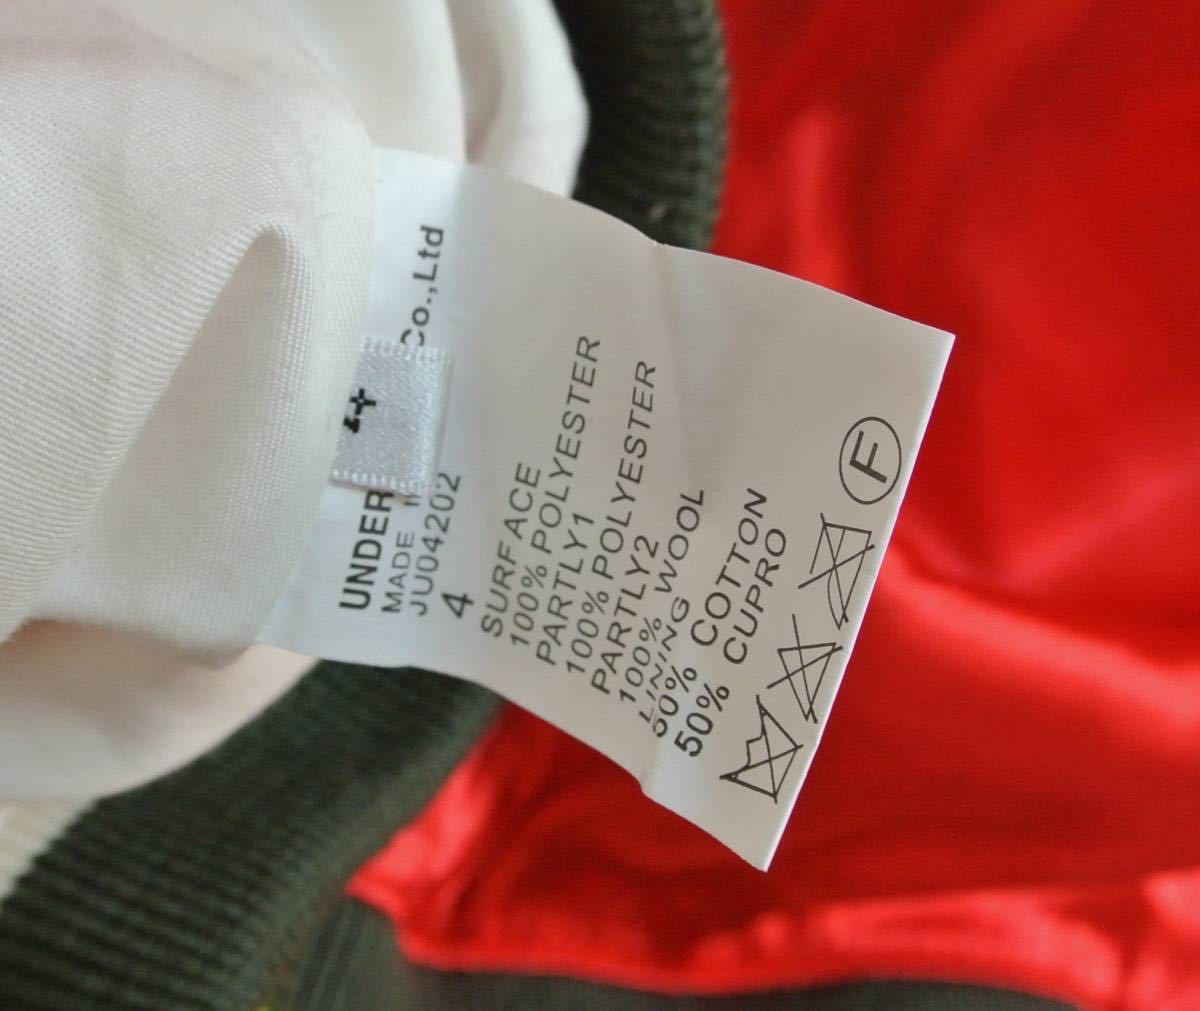 4
UNDER Co.,Ltd
MADE
JU04202
4
SURFACE
100% POLYESTER
PARTLY1
100% POLYESTER
PARTLY2
100% WOOL
LINING
50% COTTON
50% CUPRO
F